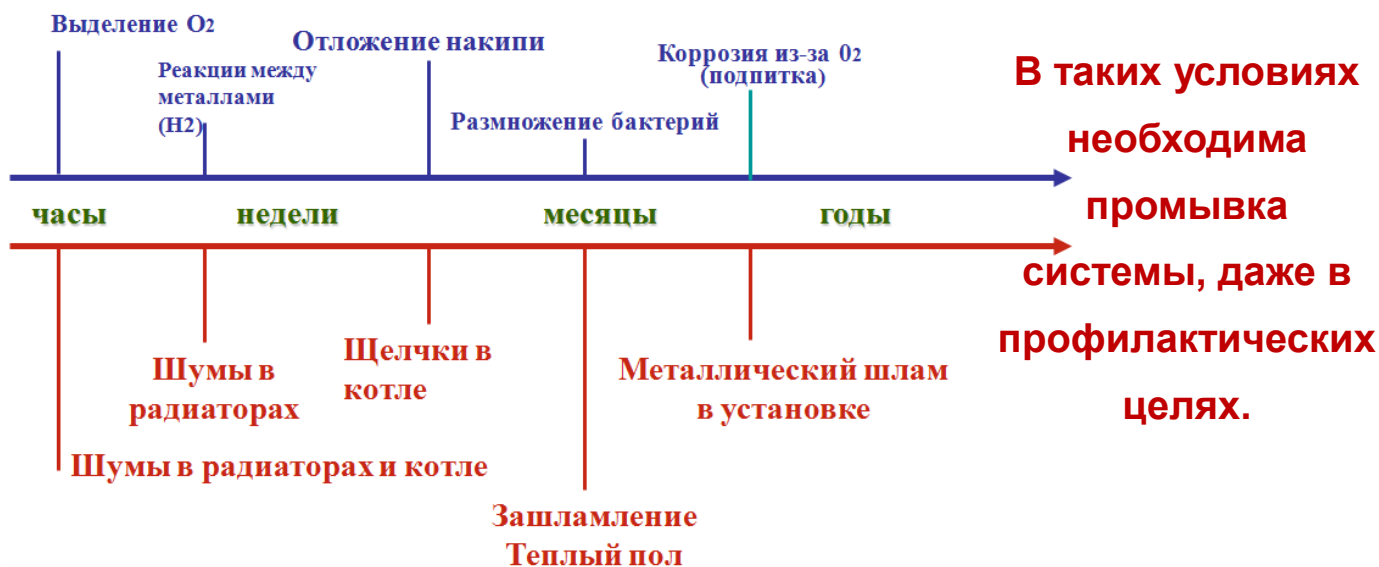 Выделение O2
Реакции между
металлами
(H2)
Отложение накипи
Размножение бактерий
Коррозия из-за 02
(подпитка)
часы
недели
месяцы
годы
Шумы в
радиаторах
Щелчки в
котле
Металлический шлам
в установке
Шумы в радиаторах и котле
Зашламление
Теплый пол
В таких условиях
необходима
промывка
системы, даже в
профилактических
целях.